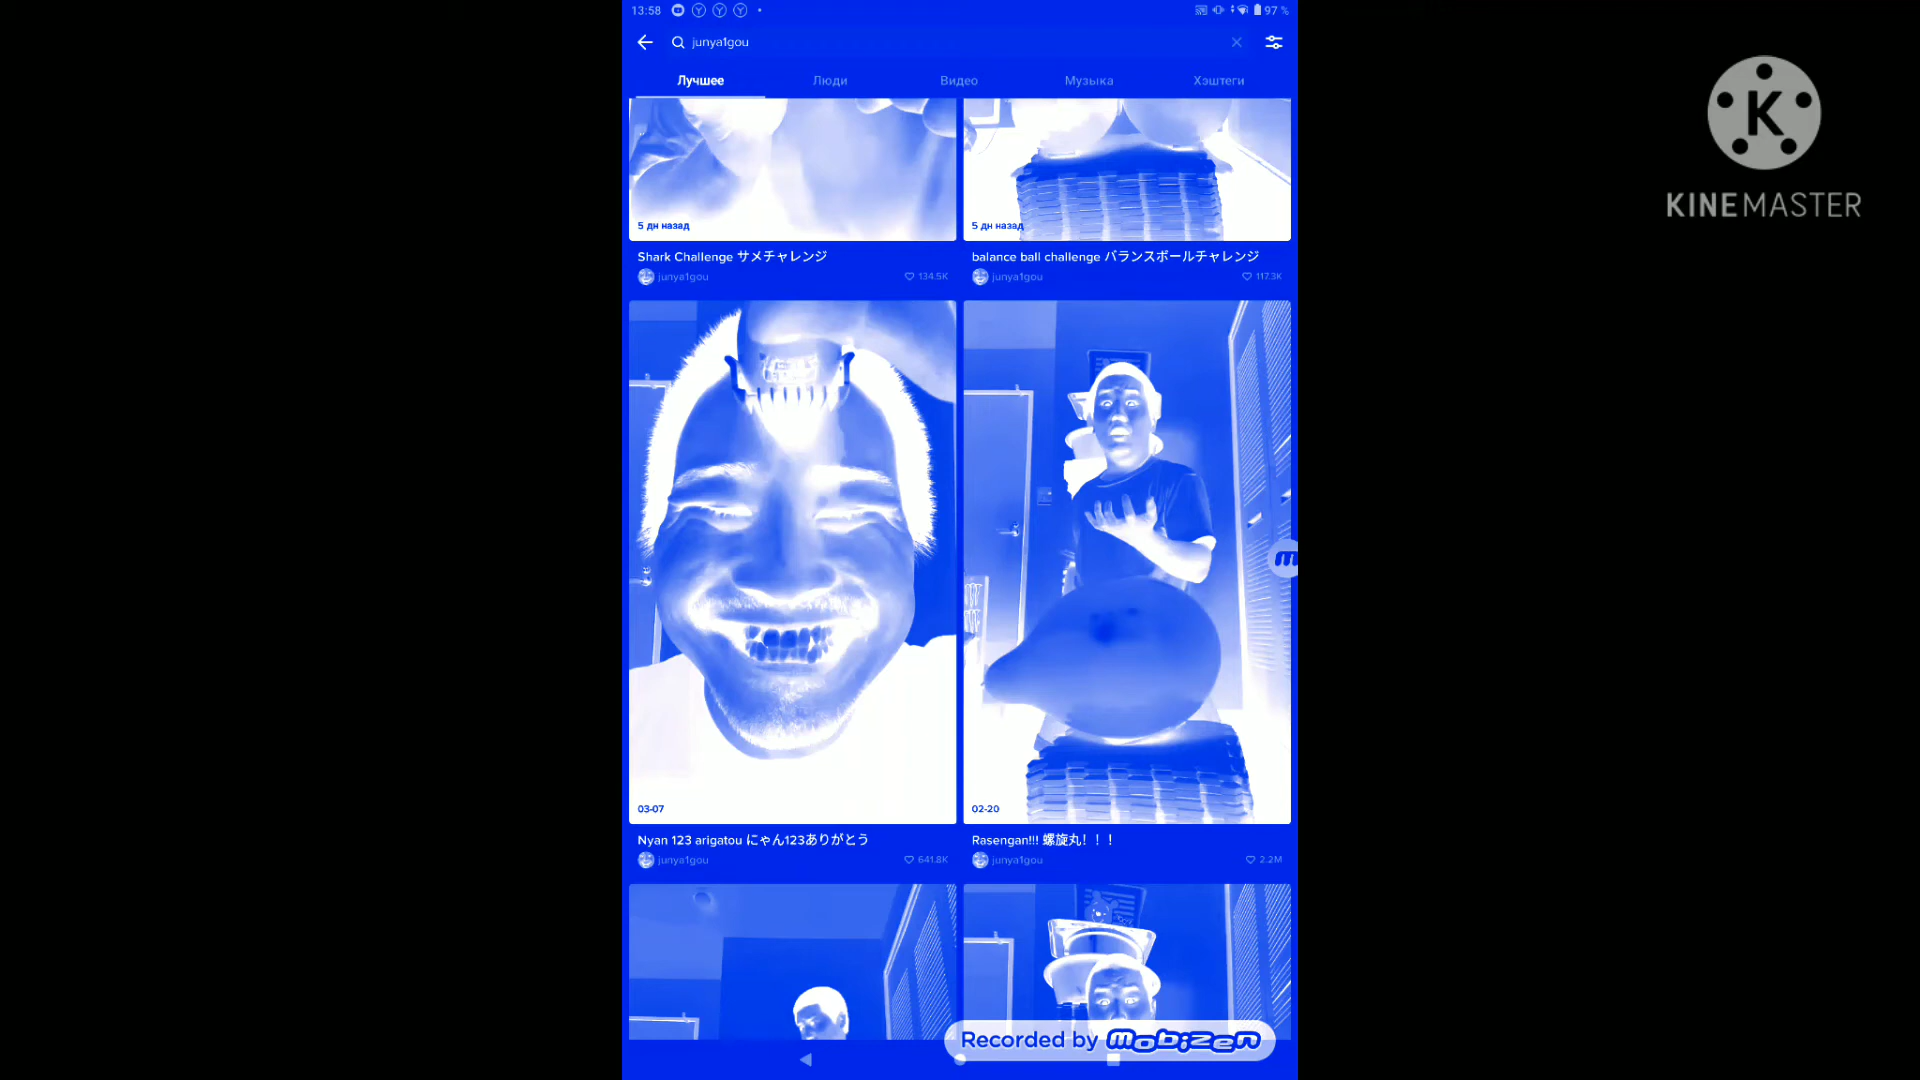 13:58
97 %
junya1gou
Лучшее
Люди
Видео
Музыка
Хэштеги
5 дн назад
5 дн назад
Shark Challenge サメチャレンジ
balance ball challenge バランスボールチャレンジ
junya1gou
134.5K
junya1gou
117.3K
03-07
02-20
Nyan 123 arigatou にゃん123ありがとう
Rasengan!!! 螺旋丸！！！
junya1gou
641.8K
junya1gou
2.2M
Recorded by mobizen
K
KINEMASTER